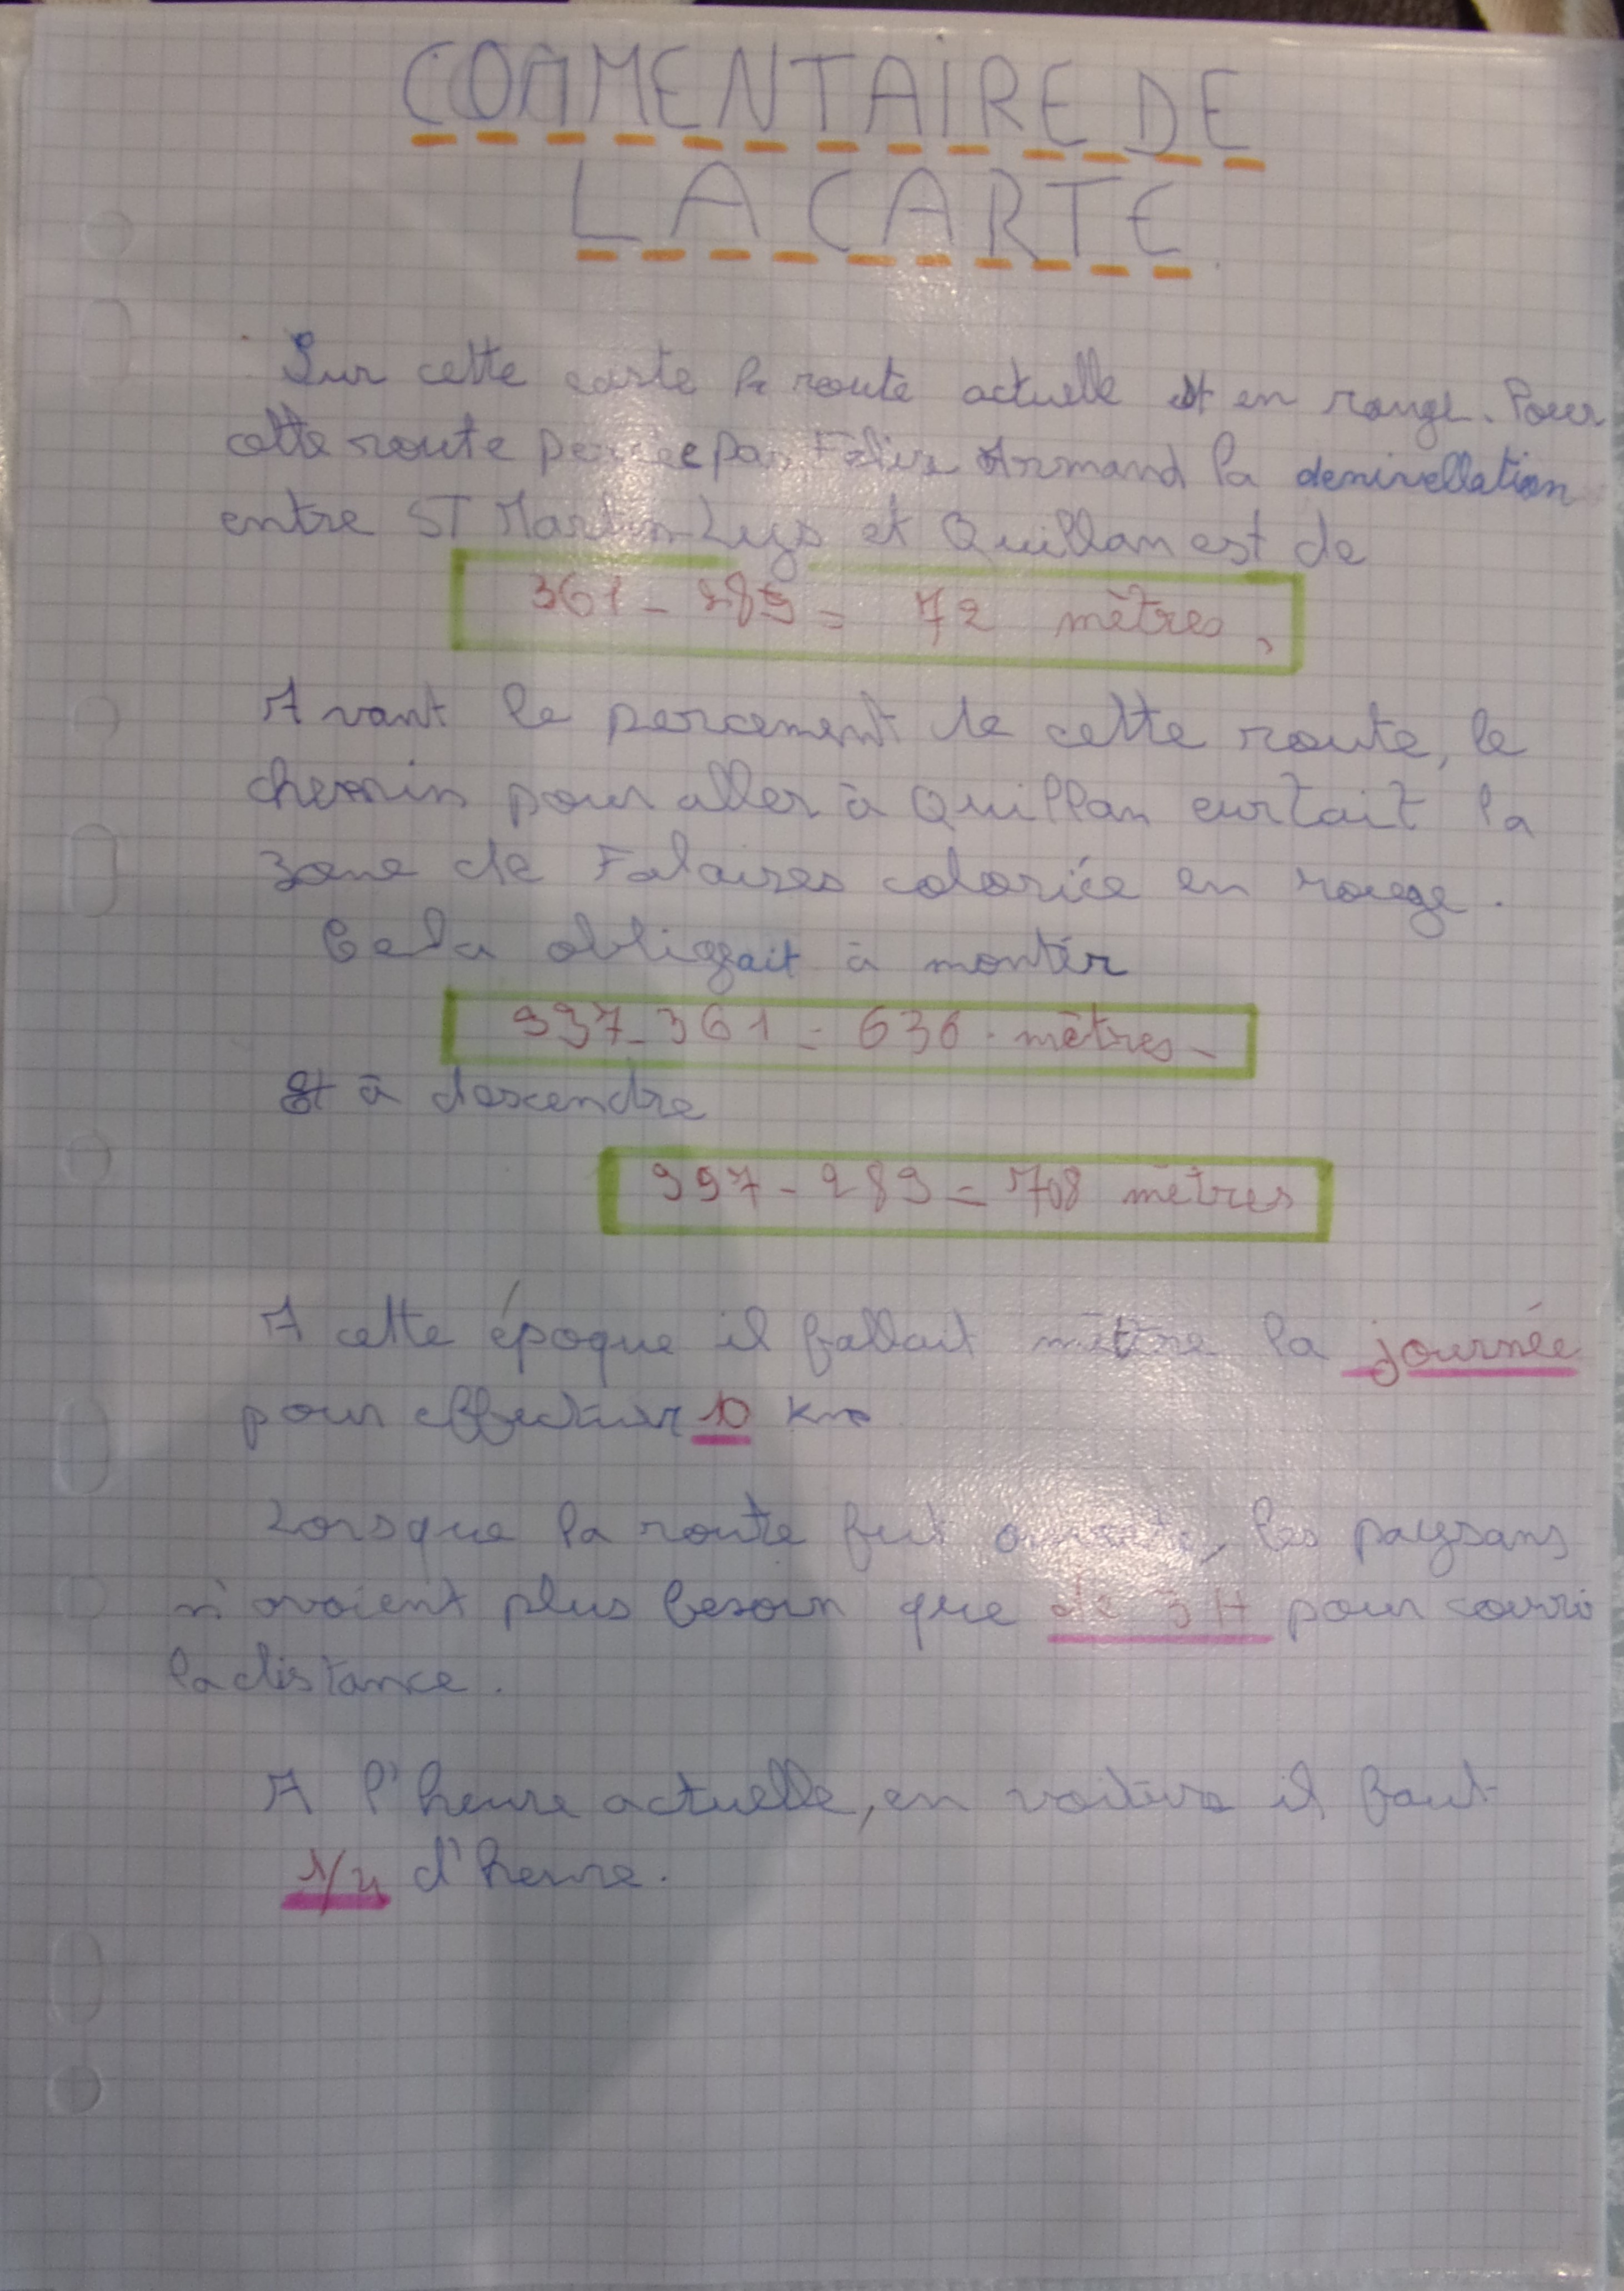 COMMENTAIRE DE
LA CARTE.
Sur cette carte la route actuelle est en rouge. Pour
cette route percée par Félix Armand la denivellation
entre ST Martin-Lys et Quillan est de
361 - 289 = 72 mètres,
Avant le percement de cette route, le
chemin pour aller à Quillan evitait la
zone de Falaises coloriée en rouge.
Cela obligeait à monter
997 - 361 = 636 mètres
Et à descendre
997 - 289 = 708 mètres
A cette époque il fallait mettre la journée
pour effectuer 10 km
Lorsque la route fut ouverte, les paysans
n'avaient plus besoin que de 3H pour couvrir
la distance.
A l'heure actuelle, en voiture il faut
1/4 d'heure.